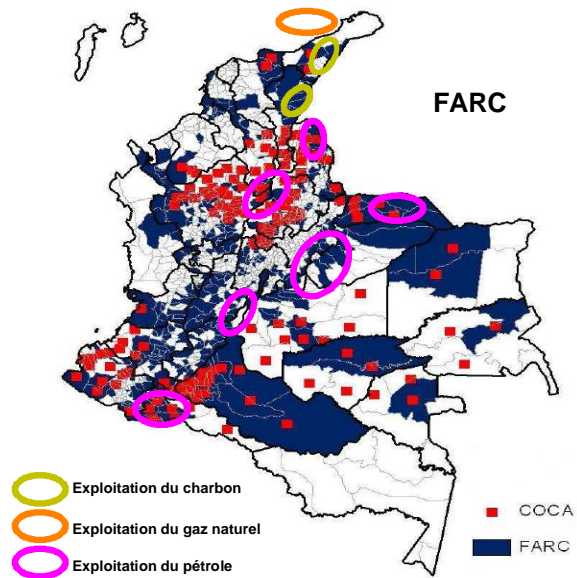 FARC
Exploitation du charbon
Exploitation du gaz naturel
Exploitation du pétrole
COCA
FARC